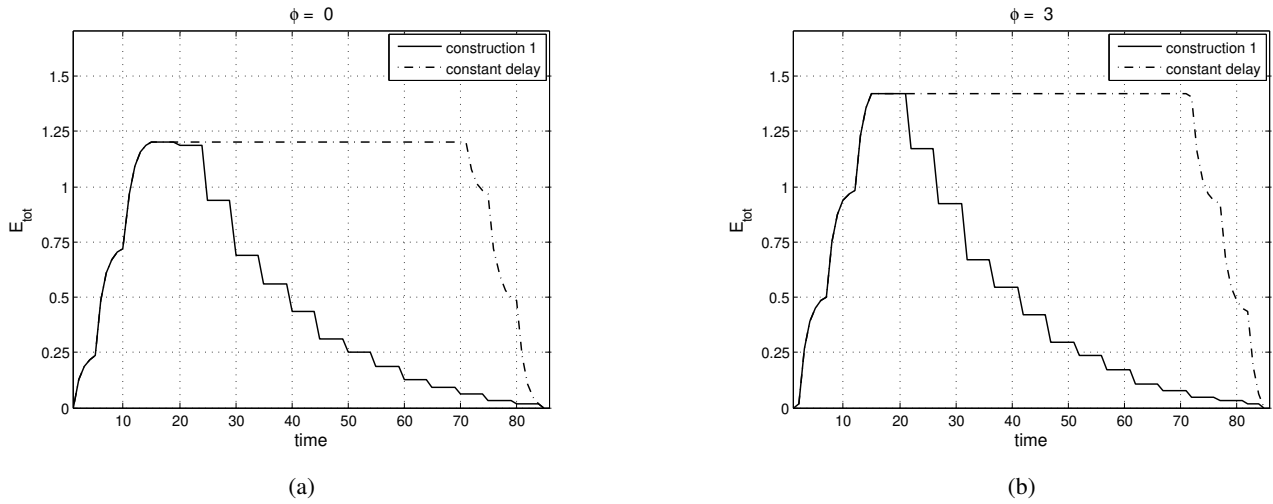 ϕ = 0
construction 1
constant delay
1.5
1.25
1
0.75
0.5
0.25
0
E_tot
10 20 30 40 50 60 70 80
time
(a)
ϕ = 3
construction 1
constant delay
1.5
1.25
1
0.75
0.5
0.25
0
E_tot
10 20 30 40 50 60 70 80
time
(b)